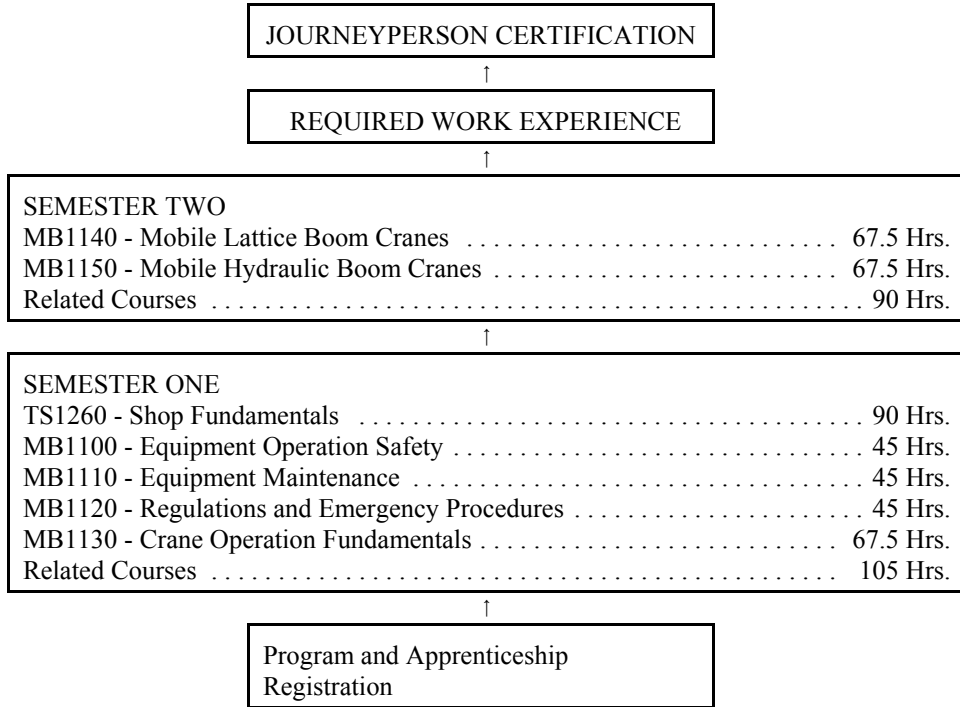 JOURNEYPERSON CERTIFICATION
↑
REQUIRED WORK EXPERIENCE
↑
SEMESTER TWO
MB1140 - Mobile Lattice Boom Cranes . . . . . . . . . . . . . . . . . . . . . . . . . . . . 67.5 Hrs.
MB1150 - Mobile Hydraulic Boom Cranes . . . . . . . . . . . . . . . . . . . . . . . . . . 67.5 Hrs.
Related Courses . . . . . . . . . . . . . . . . . . . . . . . . . . . . . . . . . . . . . . . . . . . . . . . . . 90 Hrs.
↑
SEMESTER ONE
TS1260 - Shop Fundamentals . . . . . . . . . . . . . . . . . . . . . . . . . . . . . . . . . . . . . . 90 Hrs.
MB1100 - Equipment Operation Safety . . . . . . . . . . . . . . . . . . . . . . . . . . . . . . . 45 Hrs.
MB1110 - Equipment Maintenance . . . . . . . . . . . . . . . . . . . . . . . . . . . . . . . . . . 45 Hrs.
MB1120 - Regulations and Emergency Procedures . . . . . . . . . . . . . . . . . . . . . . 45 Hrs.
MB1130 - Crane Operation Fundamentals . . . . . . . . . . . . . . . . . . . . . . . . . . . 67.5 Hrs.
Related Courses . . . . . . . . . . . . . . . . . . . . . . . . . . . . . . . . . . . . . . . . . . . . . . . 105 Hrs.
↑
Program and Apprenticeship
Registration